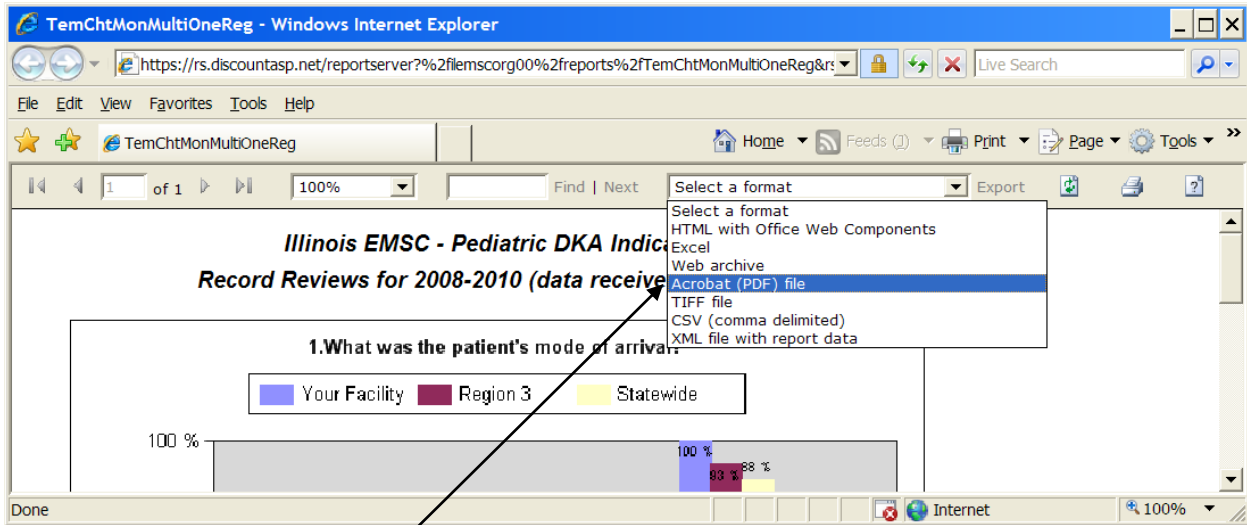 TemChtMonMultiOneReg - Windows Internet Explorer
https://rs.discountasp.net/reportserver?%2filemscorg00%2freports%2fTemChtMonMultiOneReg&rs
Live Search
File Edit View Favorites Tools Help
TemChtMonMultiOneReg
Home Feeds (J) Print Page Tools »
1 of 1 100% Find | Next Select a format Export
Select a format
HTML with Office Web Components
Excel
Web archive
Acrobat (PDF) file
TIFF file
CSV (comma delimited)
XML file with report data
Illinois EMSC - Pediatric DKA Indica
Record Reviews for 2008-2010 (data receive
1.What was the patient's mode of arrival?
Your Facility Region 3 Statewide
100 %
100 %
93 %
88 %
Done Internet 100%